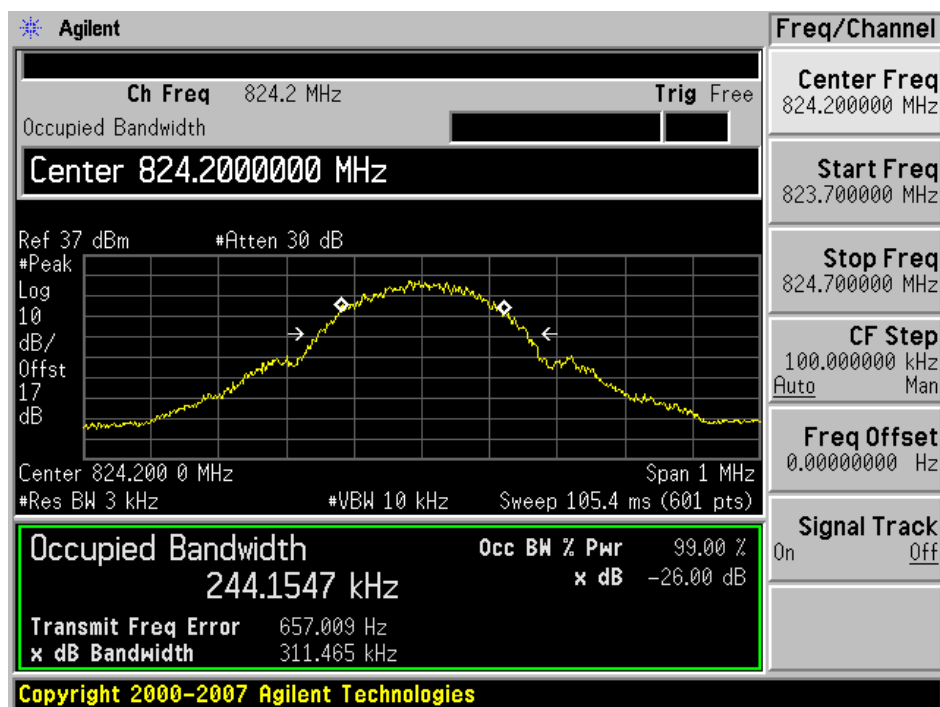 Agilent
Ch Freq 824.2 MHz Trig Free
Occupied Bandwidth
Center 824.2000000 MHz
Ref 37 dBm #Atten 30 dB
#Peak
Log
10
dB/
Offst
17
dB
Center 824.200 0 MHz Span 1 MHz
#Res BW 3 kHz #VBW 10 kHz Sweep 105.4 ms (601 pts)
Occupied Bandwidth Occ BW % Pwr 99.00 %
244.1547 kHz x dB -26.00 dB
Transmit Freq Error 657.009 Hz
x dB Bandwidth 311.465 kHz
Copyright 2000-2007 Agilent Technologies
Freq/Channel
Center Freq
824.200000 MHz
Start Freq
823.700000 MHz
Stop Freq
824.700000 MHz
CF Step
100.000000 kHz
Auto Man
Freq Offset
0.00000000 Hz
Signal Track
On Off